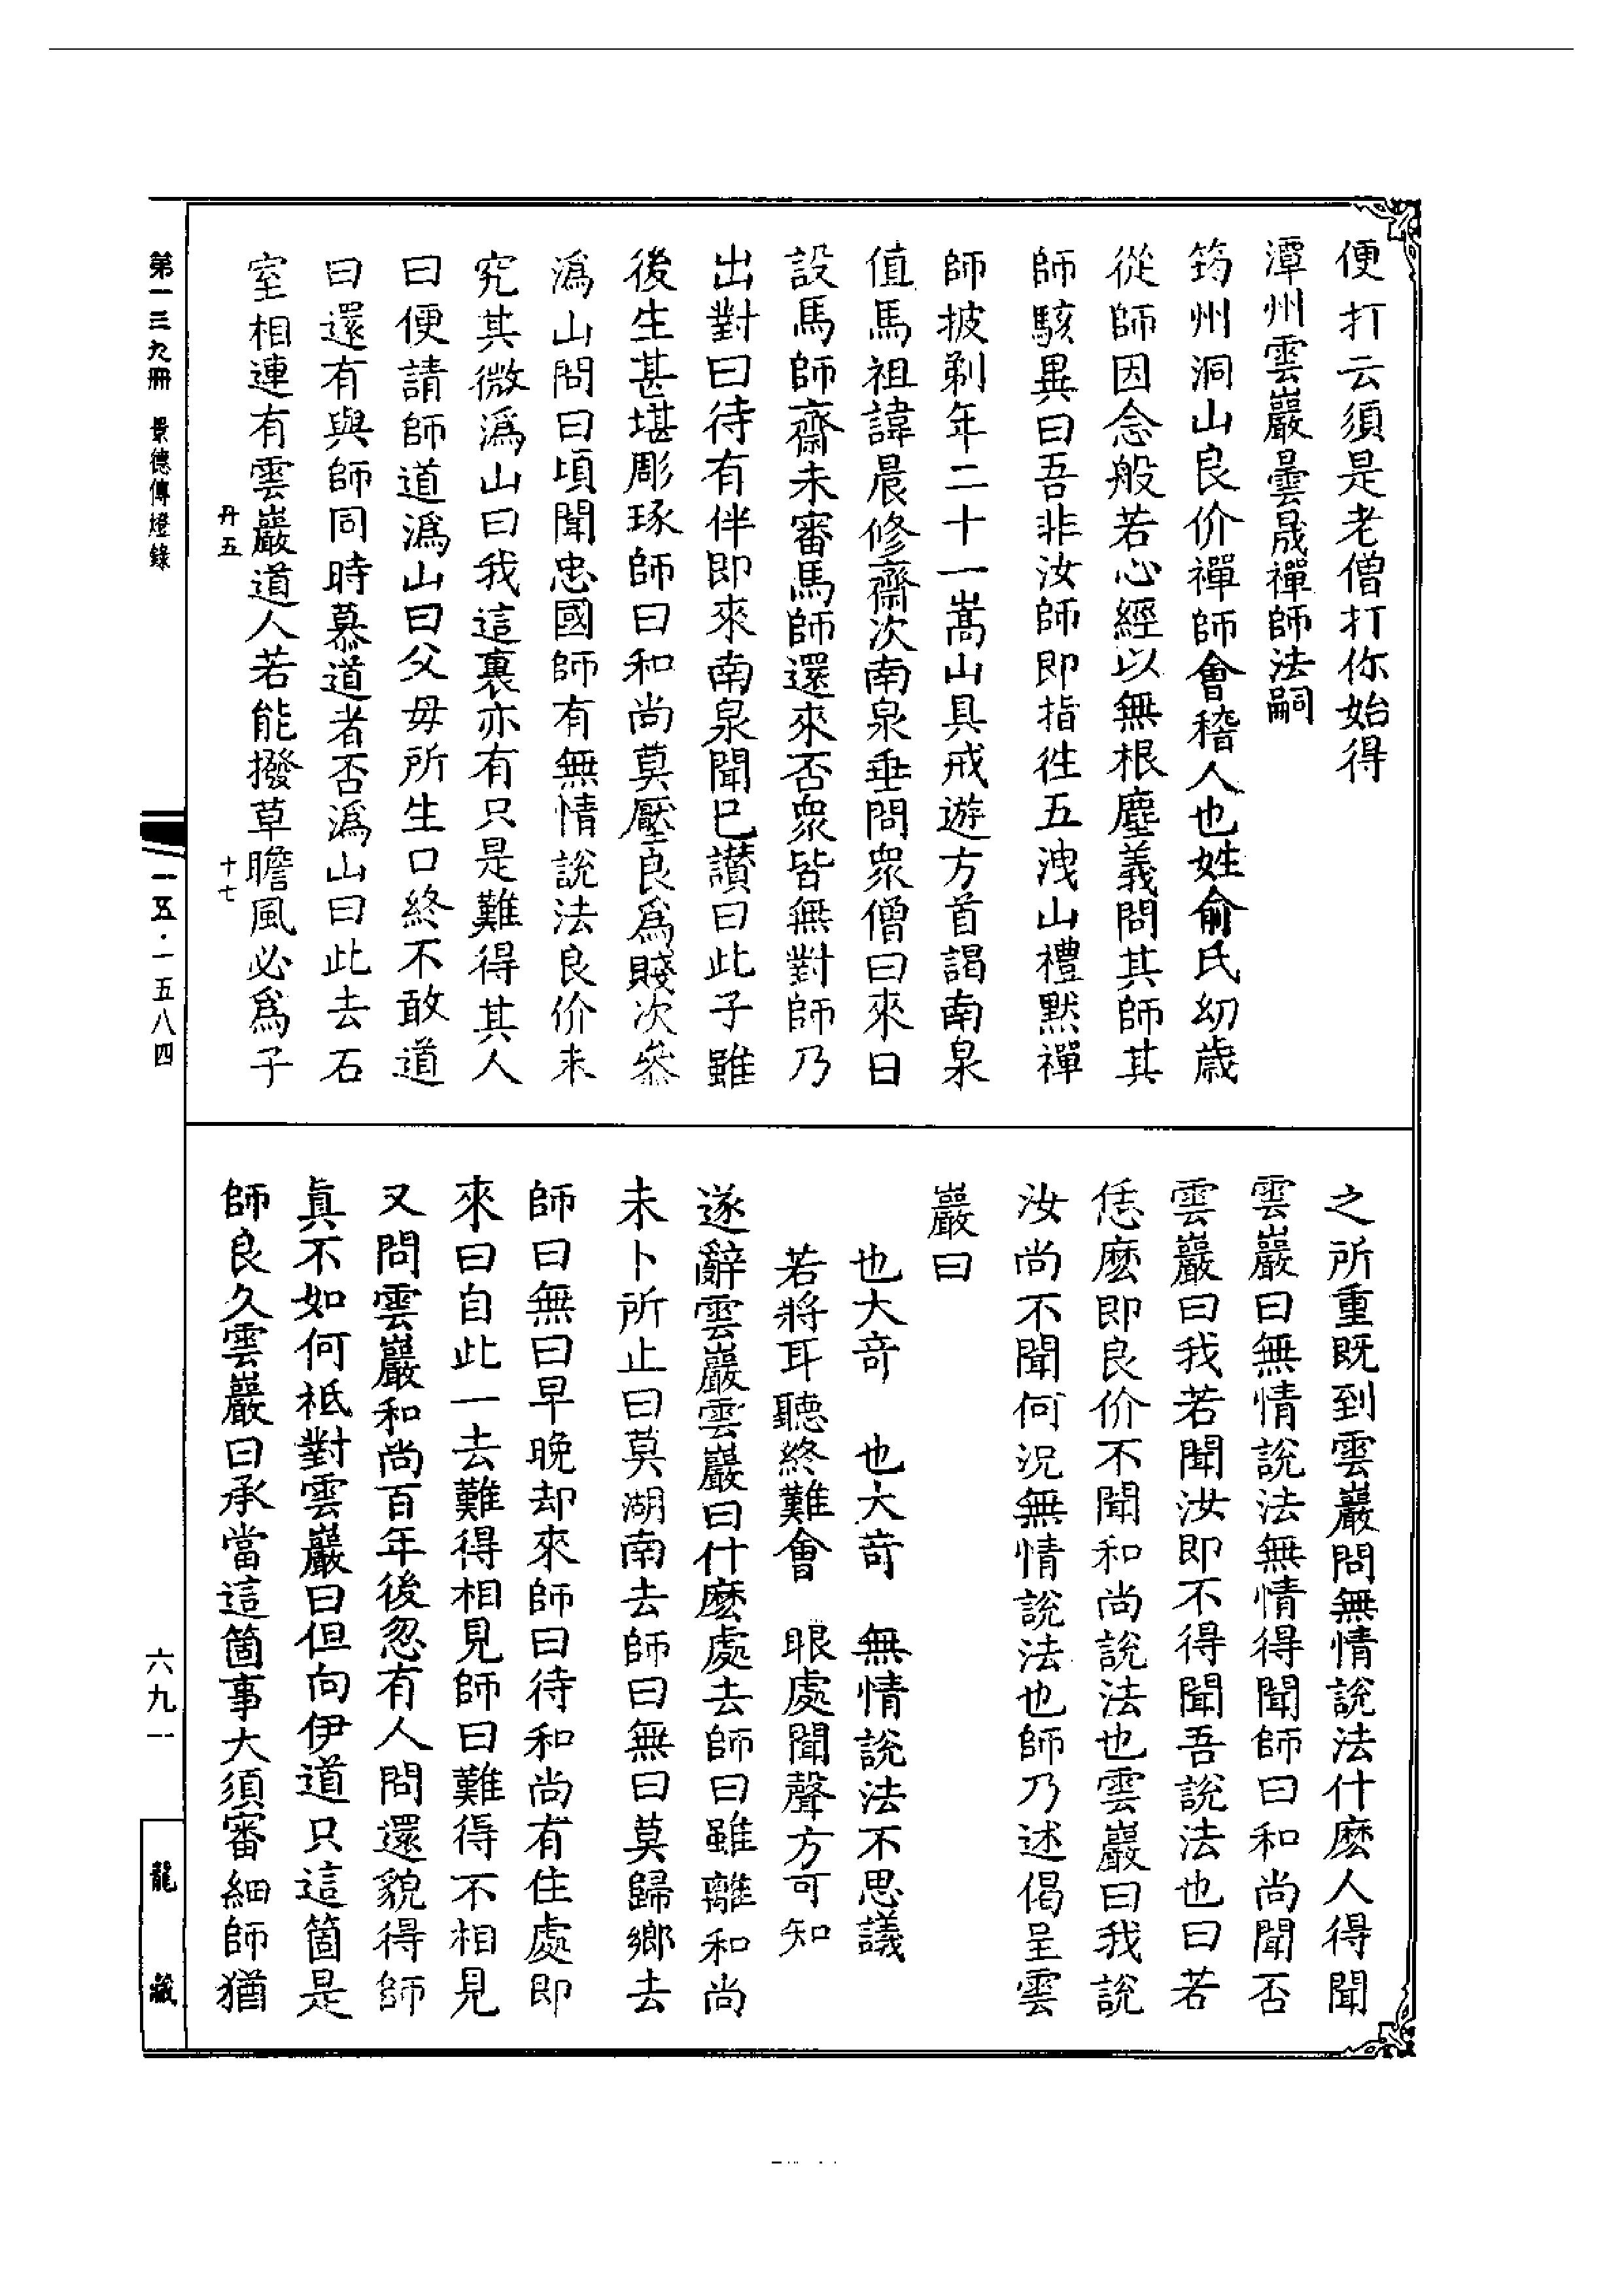 便打云須是老僧打你始得
潭州雲巖曇晟禪師法嗣
筠州洞山良价禪師會稽人也姓俞氏幼歲
從師因念般若心經以無根塵義問其師其
師駭異曰吾非汝師即指徃五洩山禮默禪
師披剃年二十一嵩山具戒遊方首謁南泉
值馬祖諱晨修齋次南泉垂問衆僧曰來日
設馬師齋未審馬師還來否衆皆無對師乃
出對曰待有伴即來南泉聞已讃曰此子雖
後生甚堪彫琢師曰和尚莫壓良爲賤次叅
溈山問曰頃聞忠國師有無情說法良价未
究其微溈山曰我這裏亦有只是難得其人
曰便請師道溈山曰父母所生口終不敢道
曰還有與師同時慕道者否溈山曰此去石
室相連有雲巖道人若能撥草瞻風必爲子
之所重既到雲巖問無情說法什麽人得聞
雲巖曰無情說法無情得聞師曰和尚聞否
雲巖曰我若聞汝即不得聞吾說法也曰若
恁麽即良价不聞和尚說法也雲巖曰我說
汝尚不聞何況無情說法也師乃述偈呈雲
巖曰
也大奇 也大奇 無情說法不思議
若將耳聽終難會 眼處聞聲方可知
遂辭雲巖雲巖曰什麽處去師曰雖離和尚
未卜所止曰莫湖南去師曰無曰莫歸鄉去
師曰無曰早晚却來師曰待和尚有住處即
來曰自此一去難得相見師曰難得不相見
又問雲巖和尚百年後忽有人問還貌得師
眞不如何祗對雲巖曰但向伊道只這箇是
師良久雲巖曰承當這箇事大須審細師猶
丹五
十七
第一三九冊 景德傳燈錄
一五·一五八四
六九一
龍藏